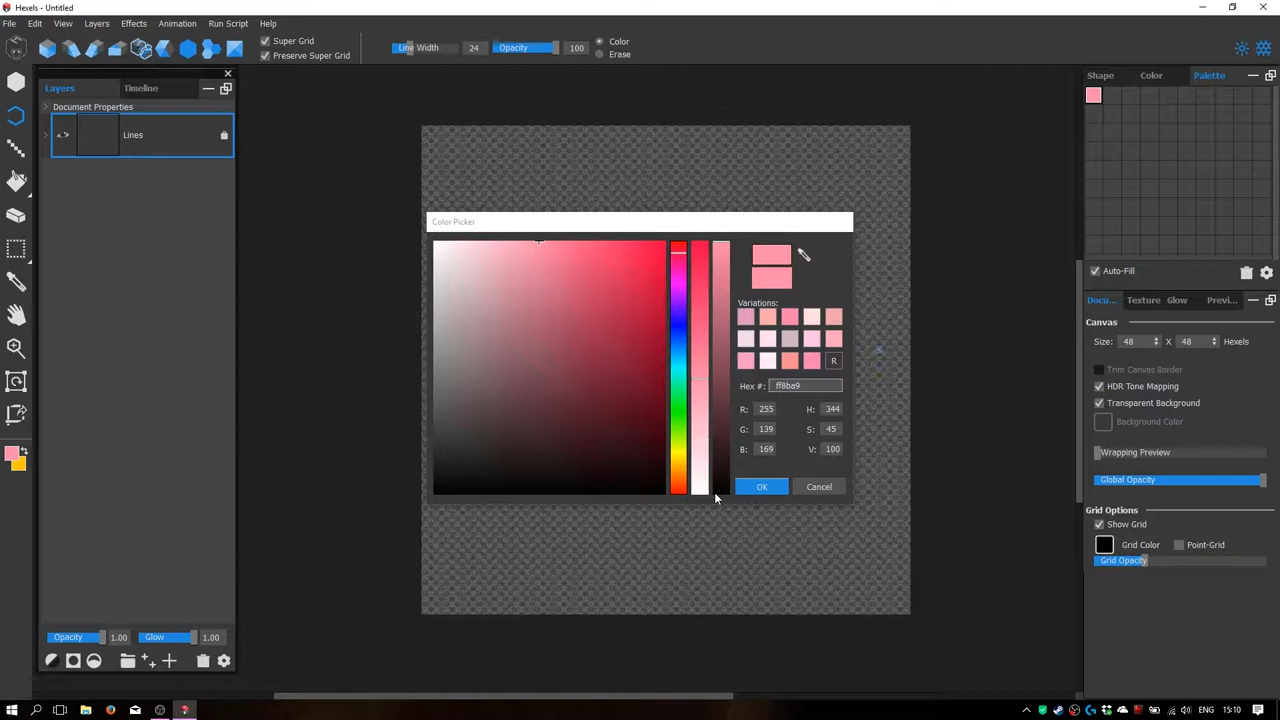 Hexels - Untitled
File Edit View Layers Effects Animation Run Script Help
Super Grid
Preserve Super Grid
Line Width 24 Opacity 100
Color
Erase
Layers Timeline
Document Properties
Lines
Opacity 1.00 Glow 1.00
Color Picker
Variations:
R
Hex #: ff8ba9
R: 255 H: 344
G: 139 S: 45
B: 169 V: 100
OK Cancel
Shape Color Palette
Auto-Fill
Docu... Texture Glow Previ...
Canvas
Size: 48 X 48 Hexels
Trim Canvas Border
HDR Tone Mapping
Transparent Background
Background Color
Wrapping Preview
Global Opacity
Grid Options
Show Grid
Grid Color Point-Grid
Grid Opacity
ENG 15:10